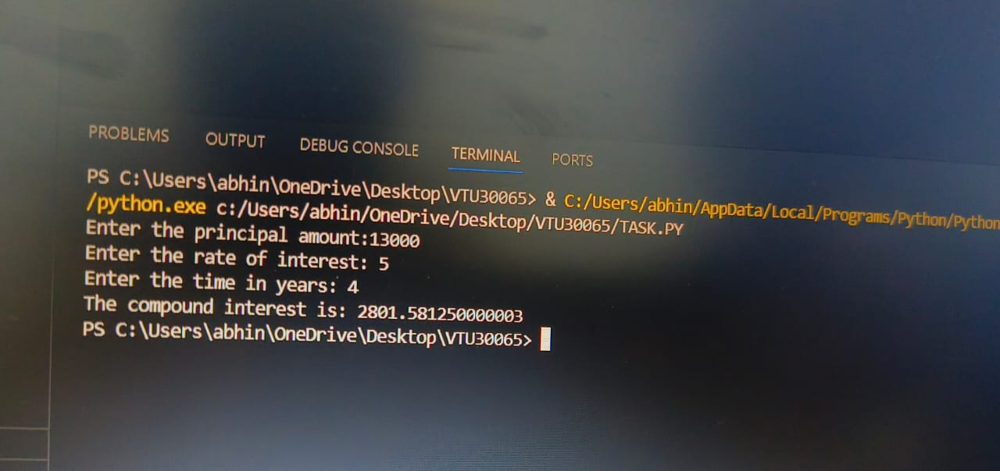 PROBLEMS OUTPUT DEBUG CONSOLE TERMINAL PORTS
PS C:\Users\abhin\OneDrive\Desktop\VTU30065> & C:/Users/abhin/AppData/Local/Programs/Python/Python
/python.exe c:/Users/abhin/OneDrive/Desktop/VTU30065/TASK.PY
Enter the principal amount:13000
Enter the rate of interest: 5
Enter the time in years: 4
The compound interest is: 2801.581250000003
PS C:\Users\abhin\OneDrive\Desktop\VTU30065>